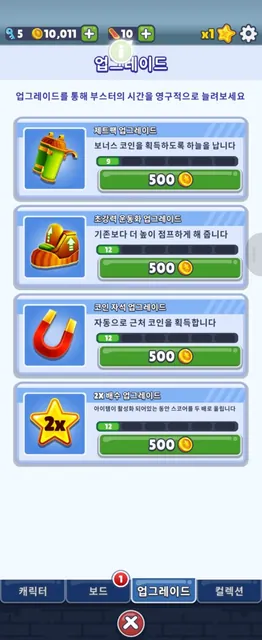 5 10,011 + 10 + x1
업그레이드
업그레이드를 통해 부스터의 시간을 영구적으로 늘려보세요
제트팩 업그레이드
보너스 코인을 획득하도록 하늘을 납니다
9
500
초강력 운동화 업그레이드
기존보다 더 높이 점프하게 해 줍니다
12
500
코인 자석 업그레이드
자동으로 근처 코인을 획득합니다
12
500
2X 배수 업그레이드
2x
아이템이 활성화 되어있는 동안 스코어를 두 배로 올립니다
12
500
1
캐릭터 보드 업그레이드 컬렉션